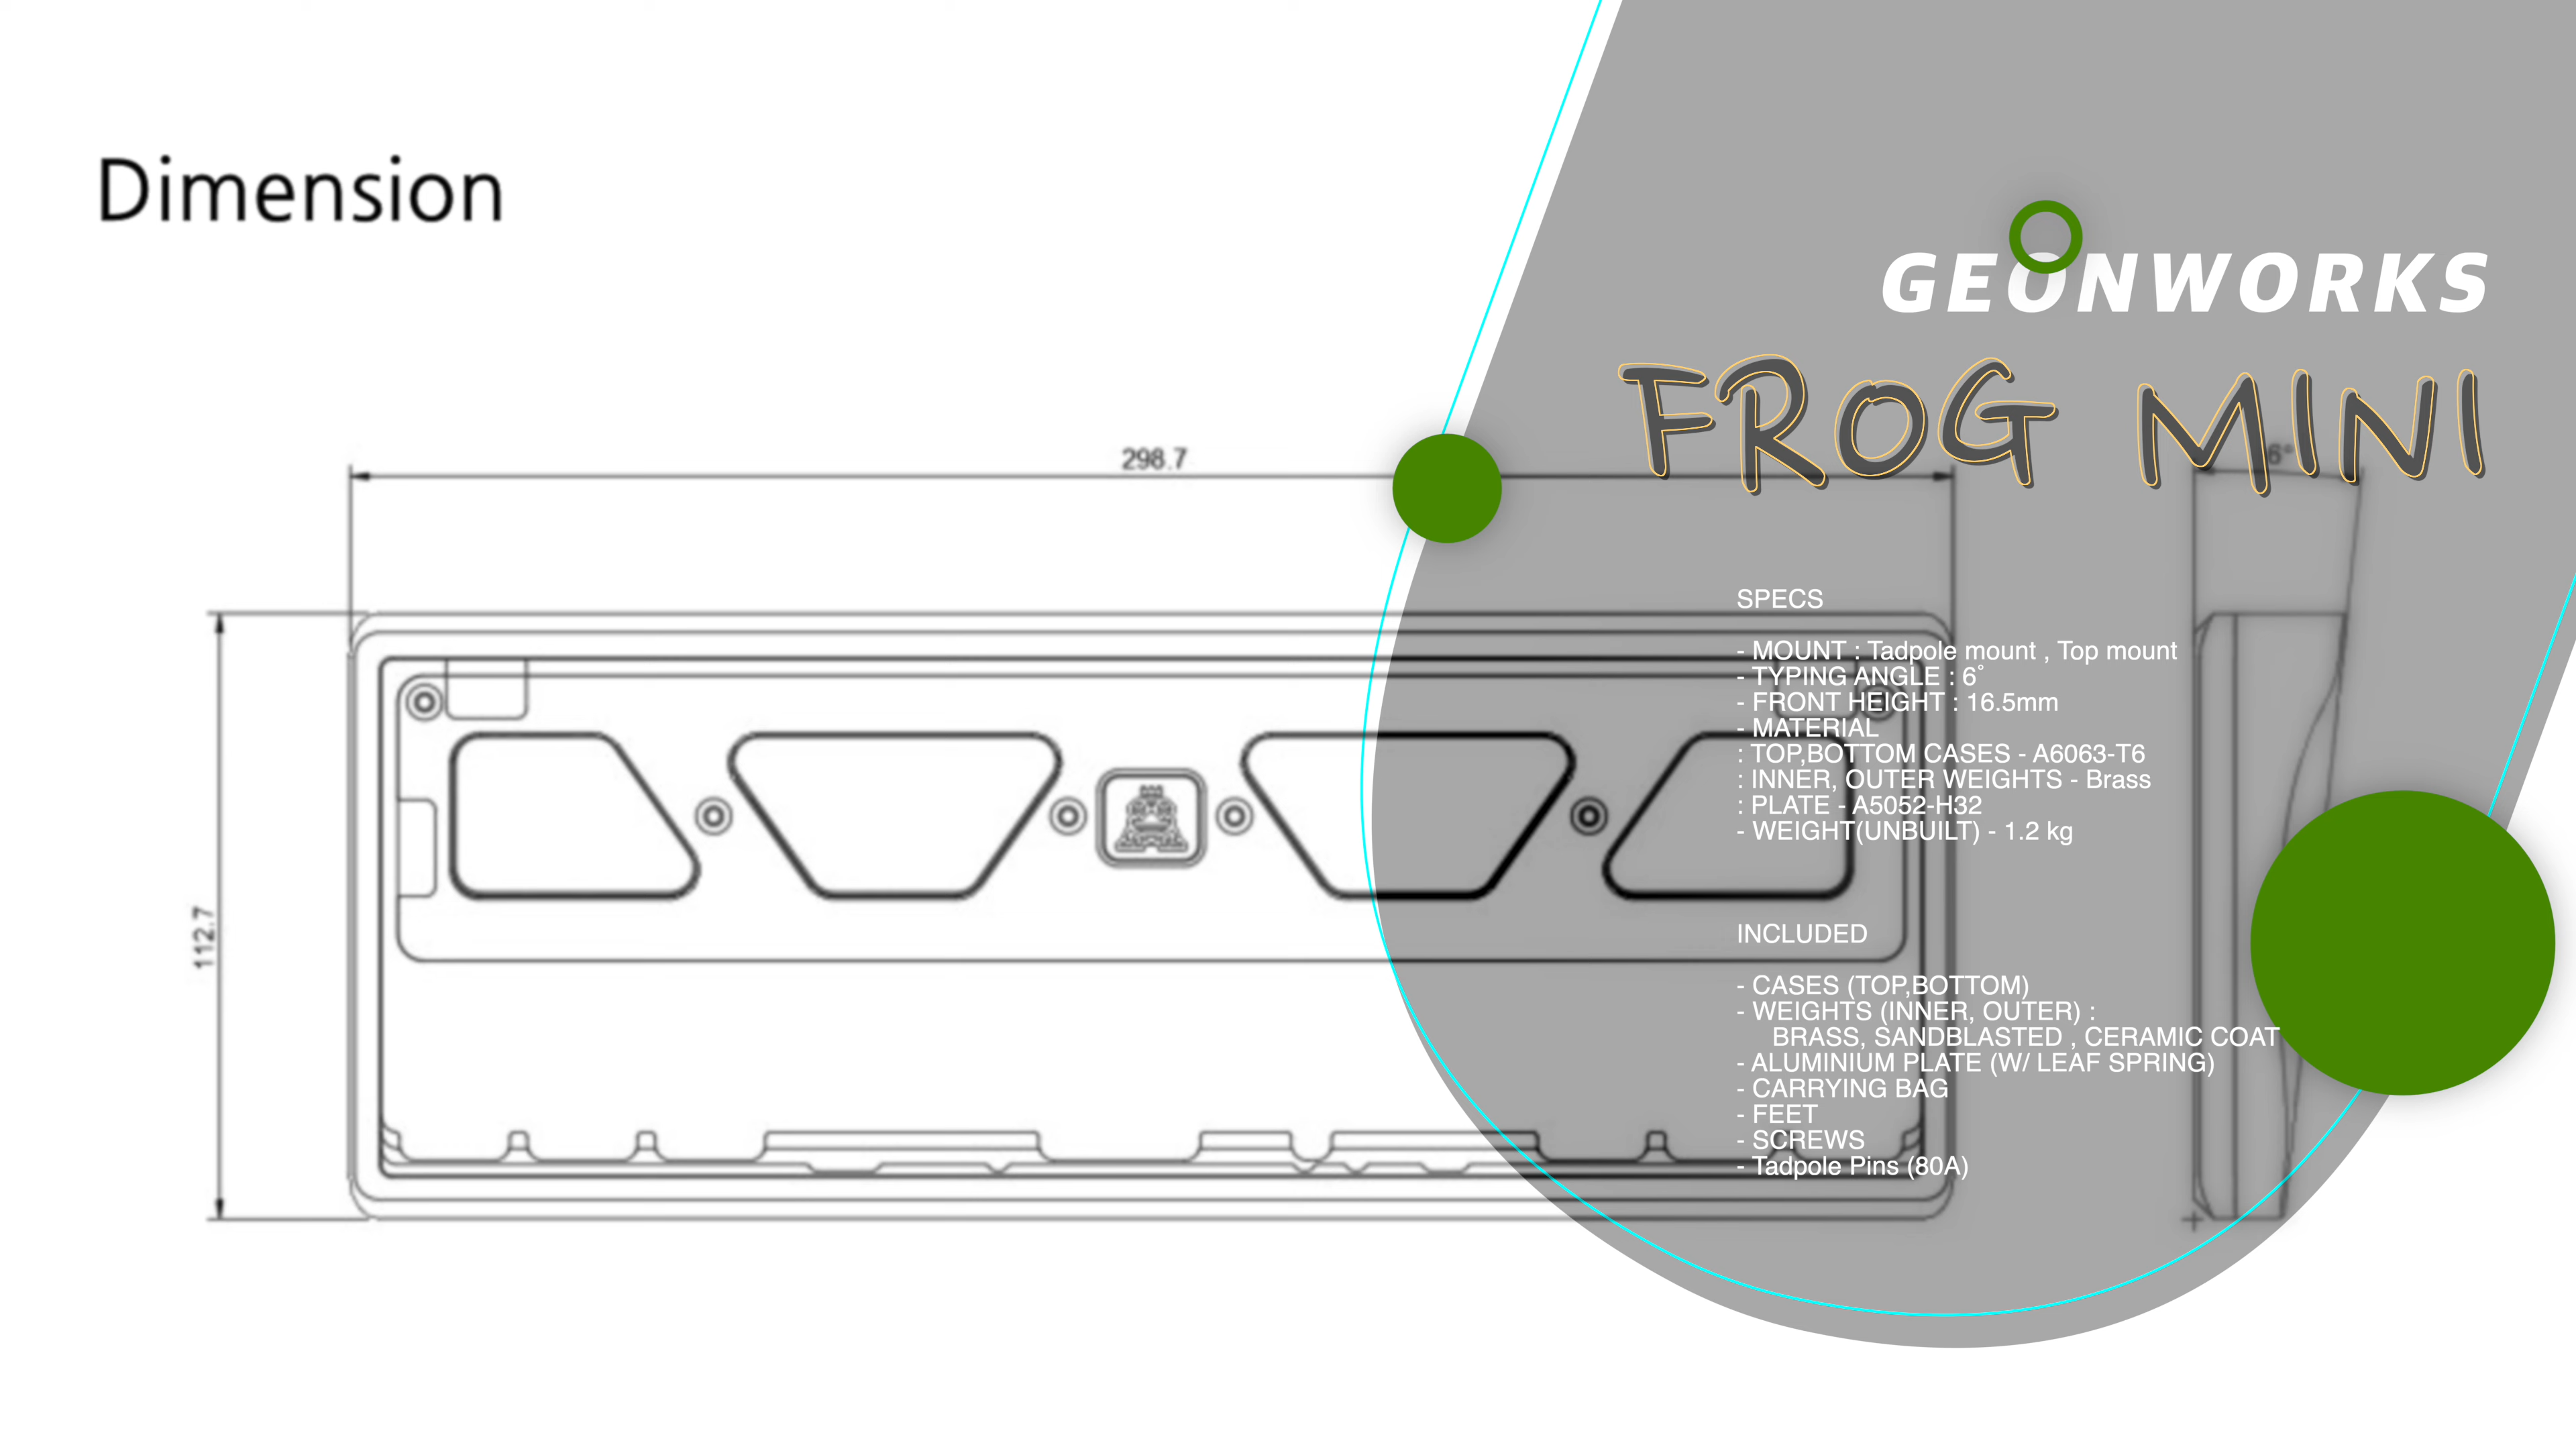 Dimension
GEONWORKS
FROG MINI
298.7
6°
112.7
SPECS
- MOUNT : Tadpole mount , Top mount
- TYPING ANGLE : 6˚
- FRONT HEIGHT : 16.5mm
- MATERIAL
: TOP,BOTTOM CASES - A6063-T6
: INNER, OUTER WEIGHTS - Brass
: PLATE - A5052-H32
- WEIGHT(UNBUILT) - 1.2 kg
INCLUDED
- CASES (TOP,BOTTOM)
- WEIGHTS (INNER, OUTER) :
BRASS, SANDBLASTED , CERAMIC COAT
- ALUMINIUM PLATE (W/ LEAF SPRING)
- CARRYING BAG
- FEET
- SCREWS
- Tadpole Pins (80A)